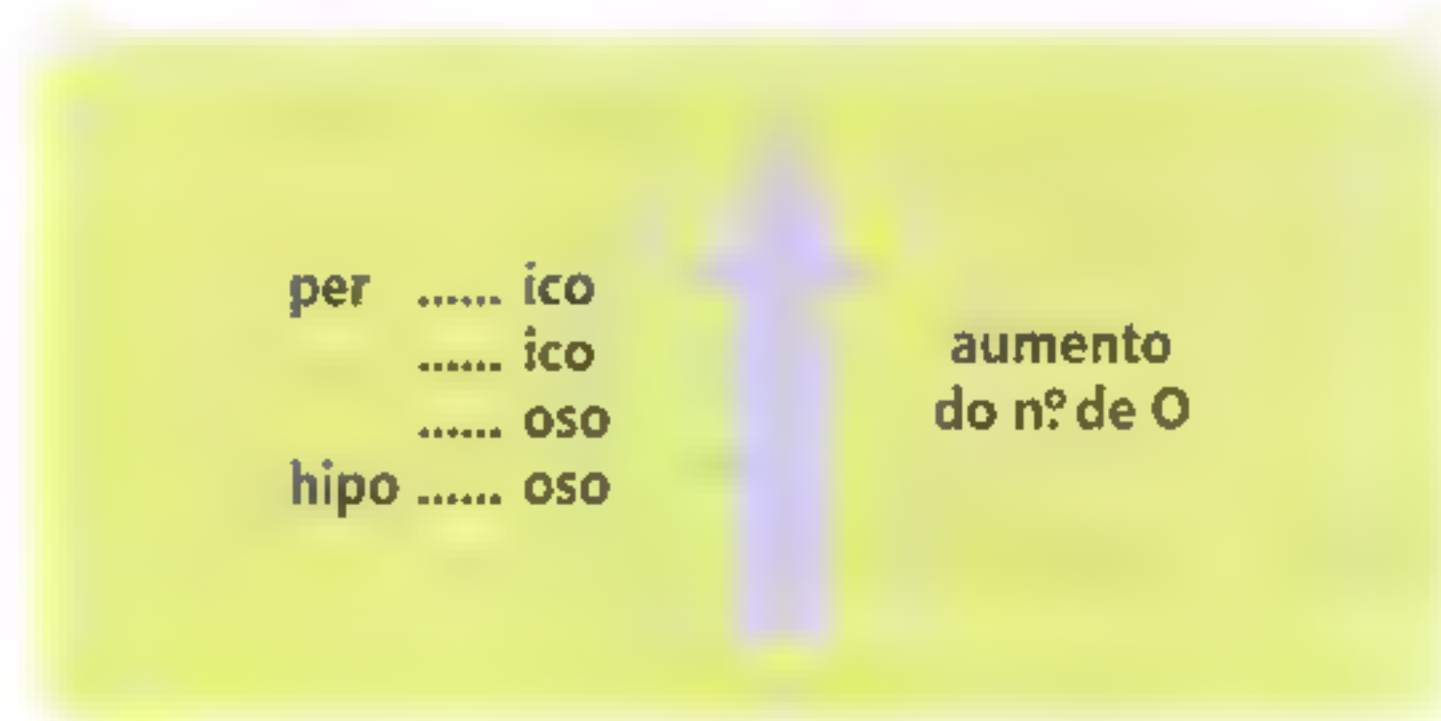 per ...... ico
...... ico
...... oso
hipo ...... oso
aumento
do nº de O